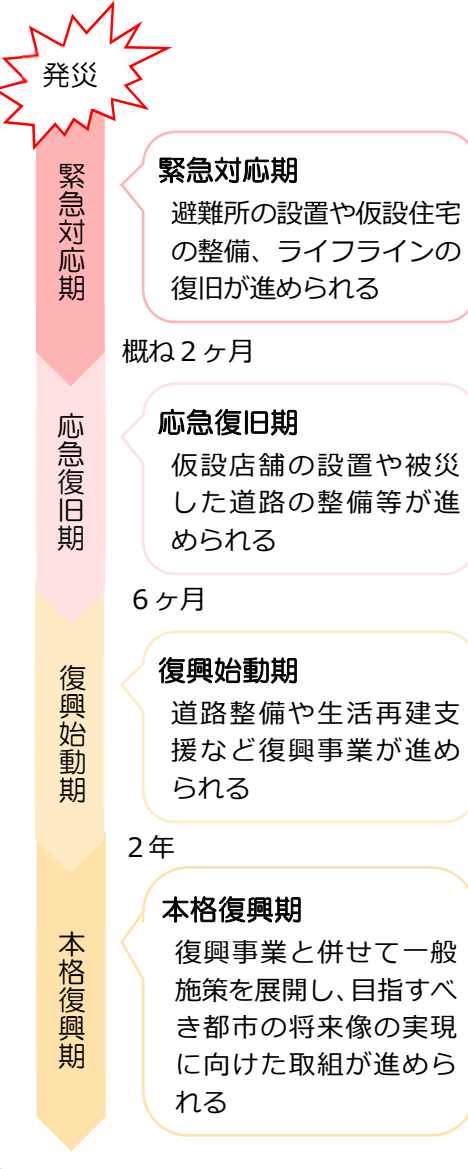 発災
緊急対応期
緊急対応期
避難所の設置や仮設住宅
の整備、ライフラインの
復旧が進められる
概ね２ヶ月
応急復旧期
応急復旧期
仮設店舗の設置や被災
した道路の整備等が進
められる
６ヶ月
復興始動期
復興始動期
道路整備や生活再建支
援など復興事業が進め
られる
２年
本格復興期
本格復興期
復興事業と併せて一般
施策を展開し、目指すべ
き都市の将来像の実現
に向けた取組が進めら
れる